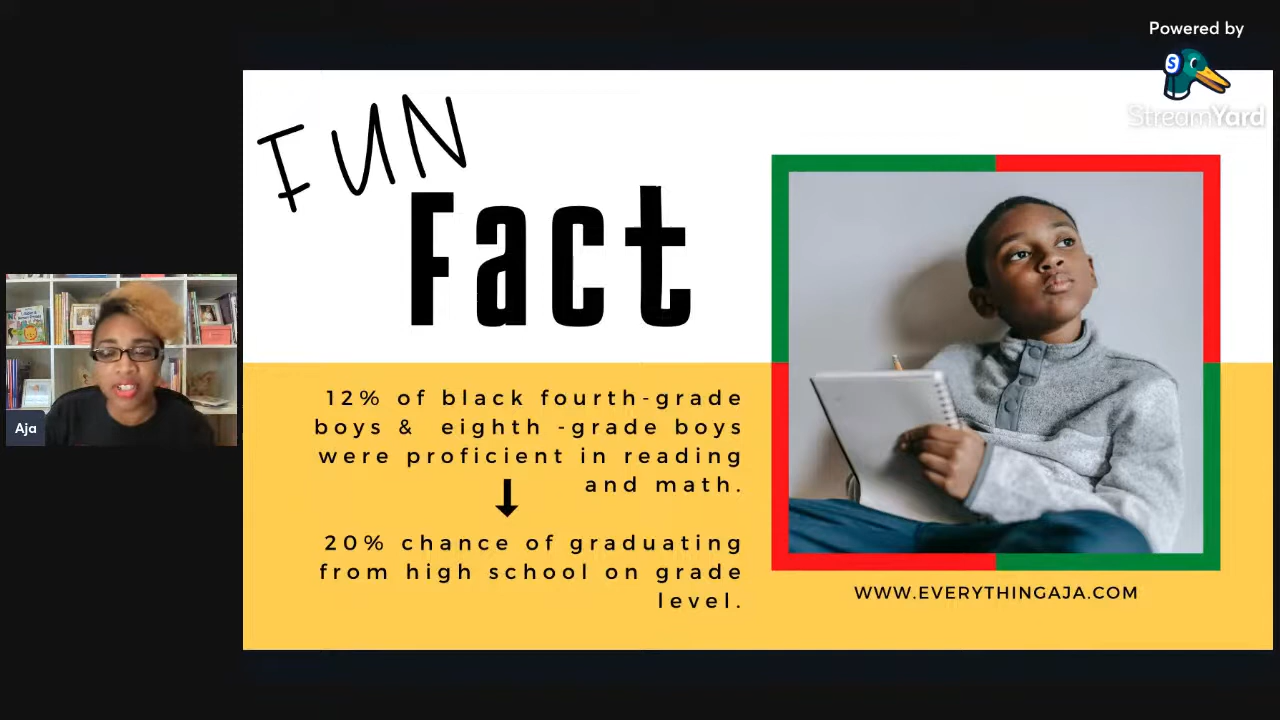 Powered by
StreamYard
FUN
Fact
12% of black fourth-grade
boys & eighth -grade boys
were proficient in reading
and math.
20% chance of graduating
from high school on grade
level.
WWW.EVERYTHINGAJA.COM
Aja